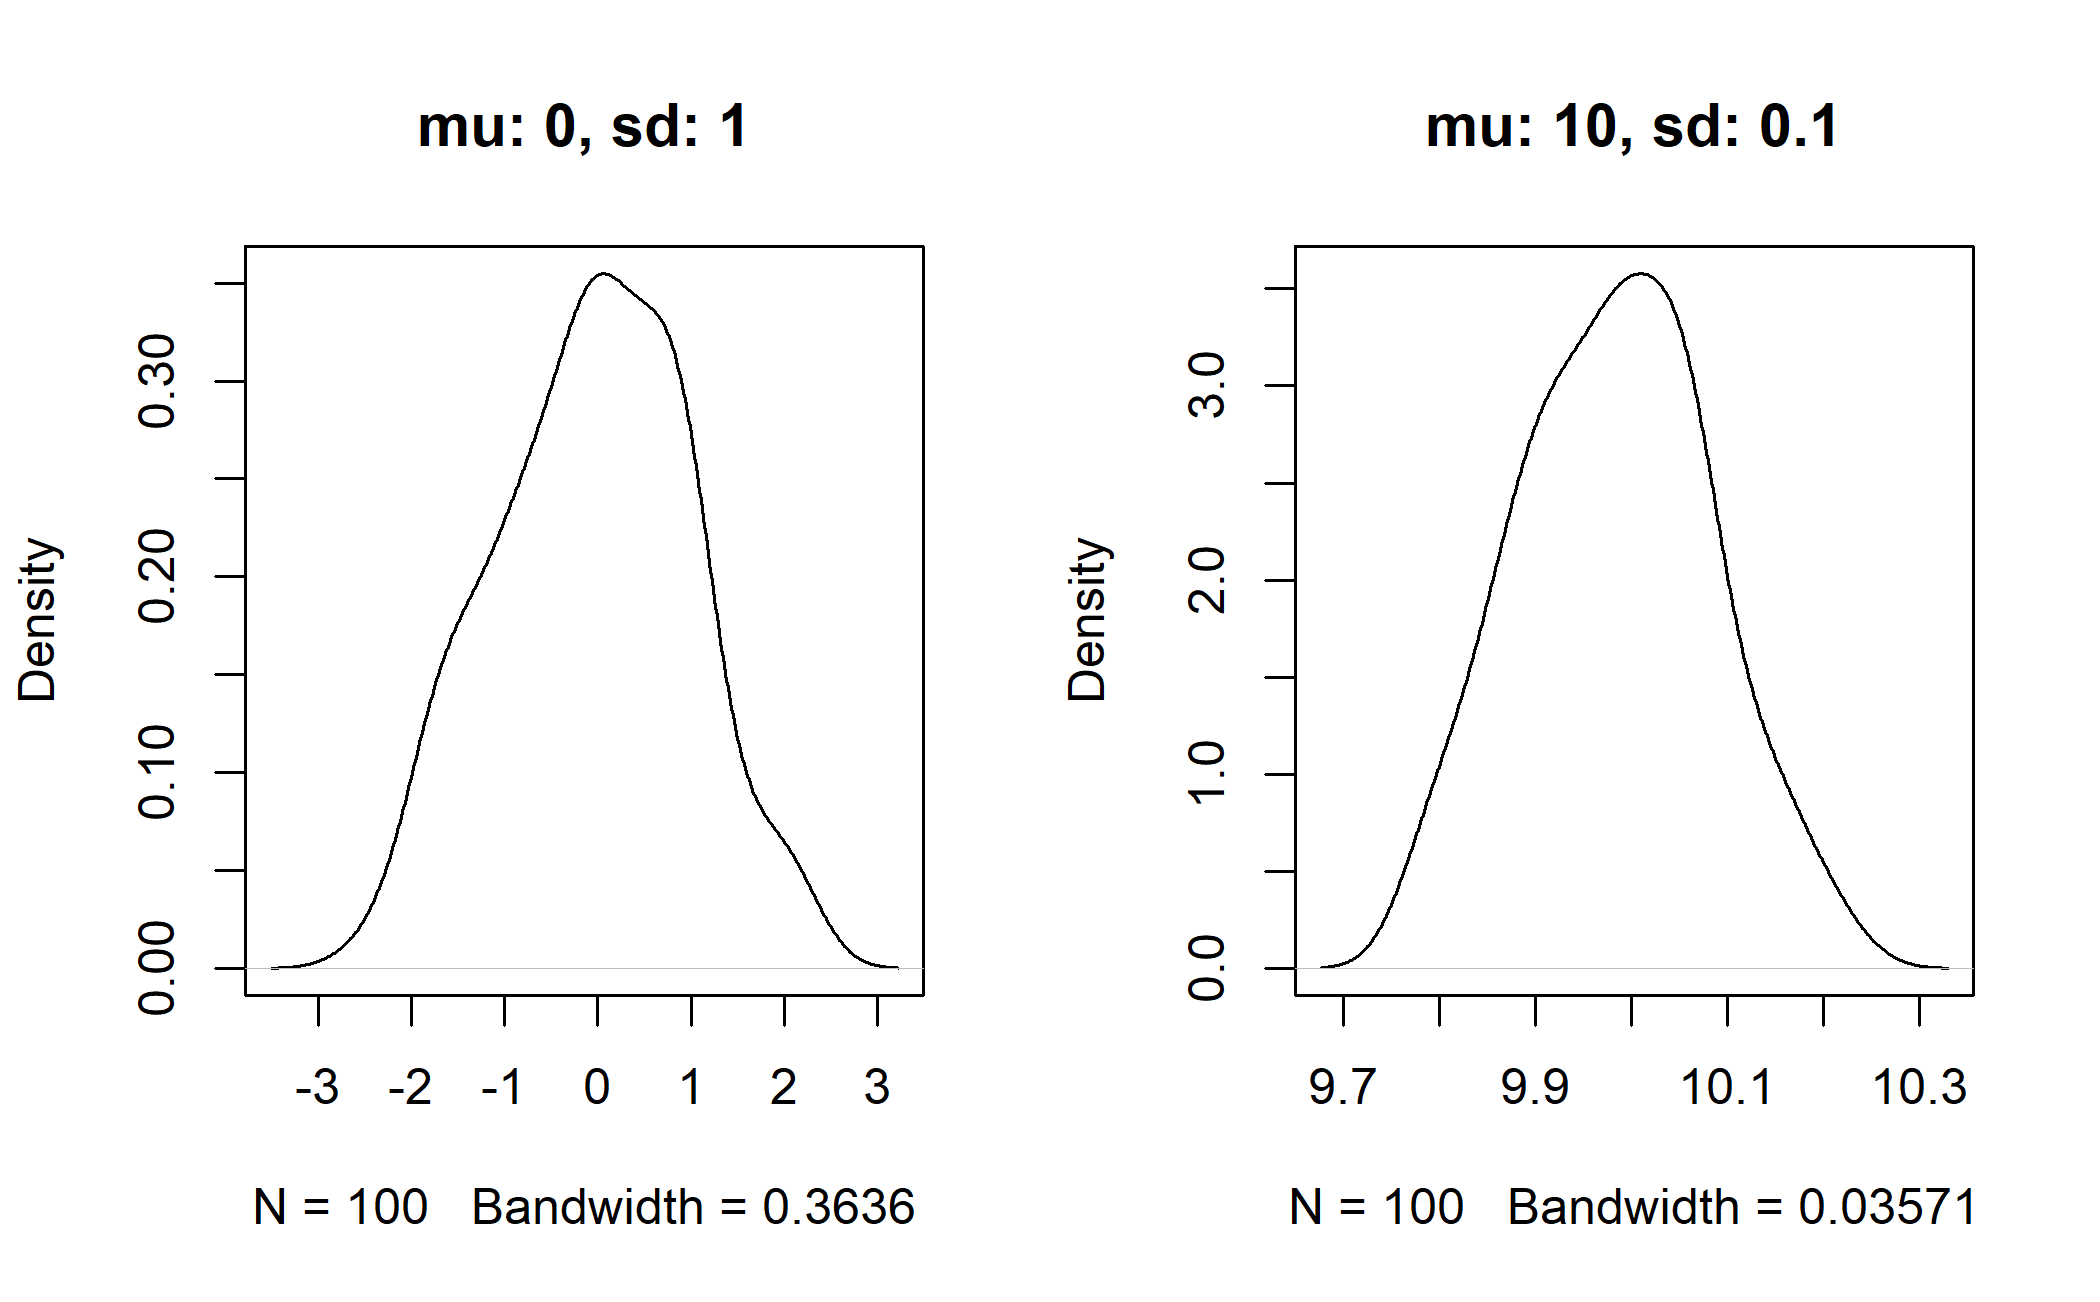 mu: 0, sd: 1
Density
0.00 0.10 0.20 0.30
-3 -2 -1 0 1 2 3
N = 100 Bandwidth = 0.3636
mu: 10, sd: 0.1
Density
0.0 1.0 2.0 3.0
9.7 9.9 10.1 10.3
N = 100 Bandwidth = 0.03571